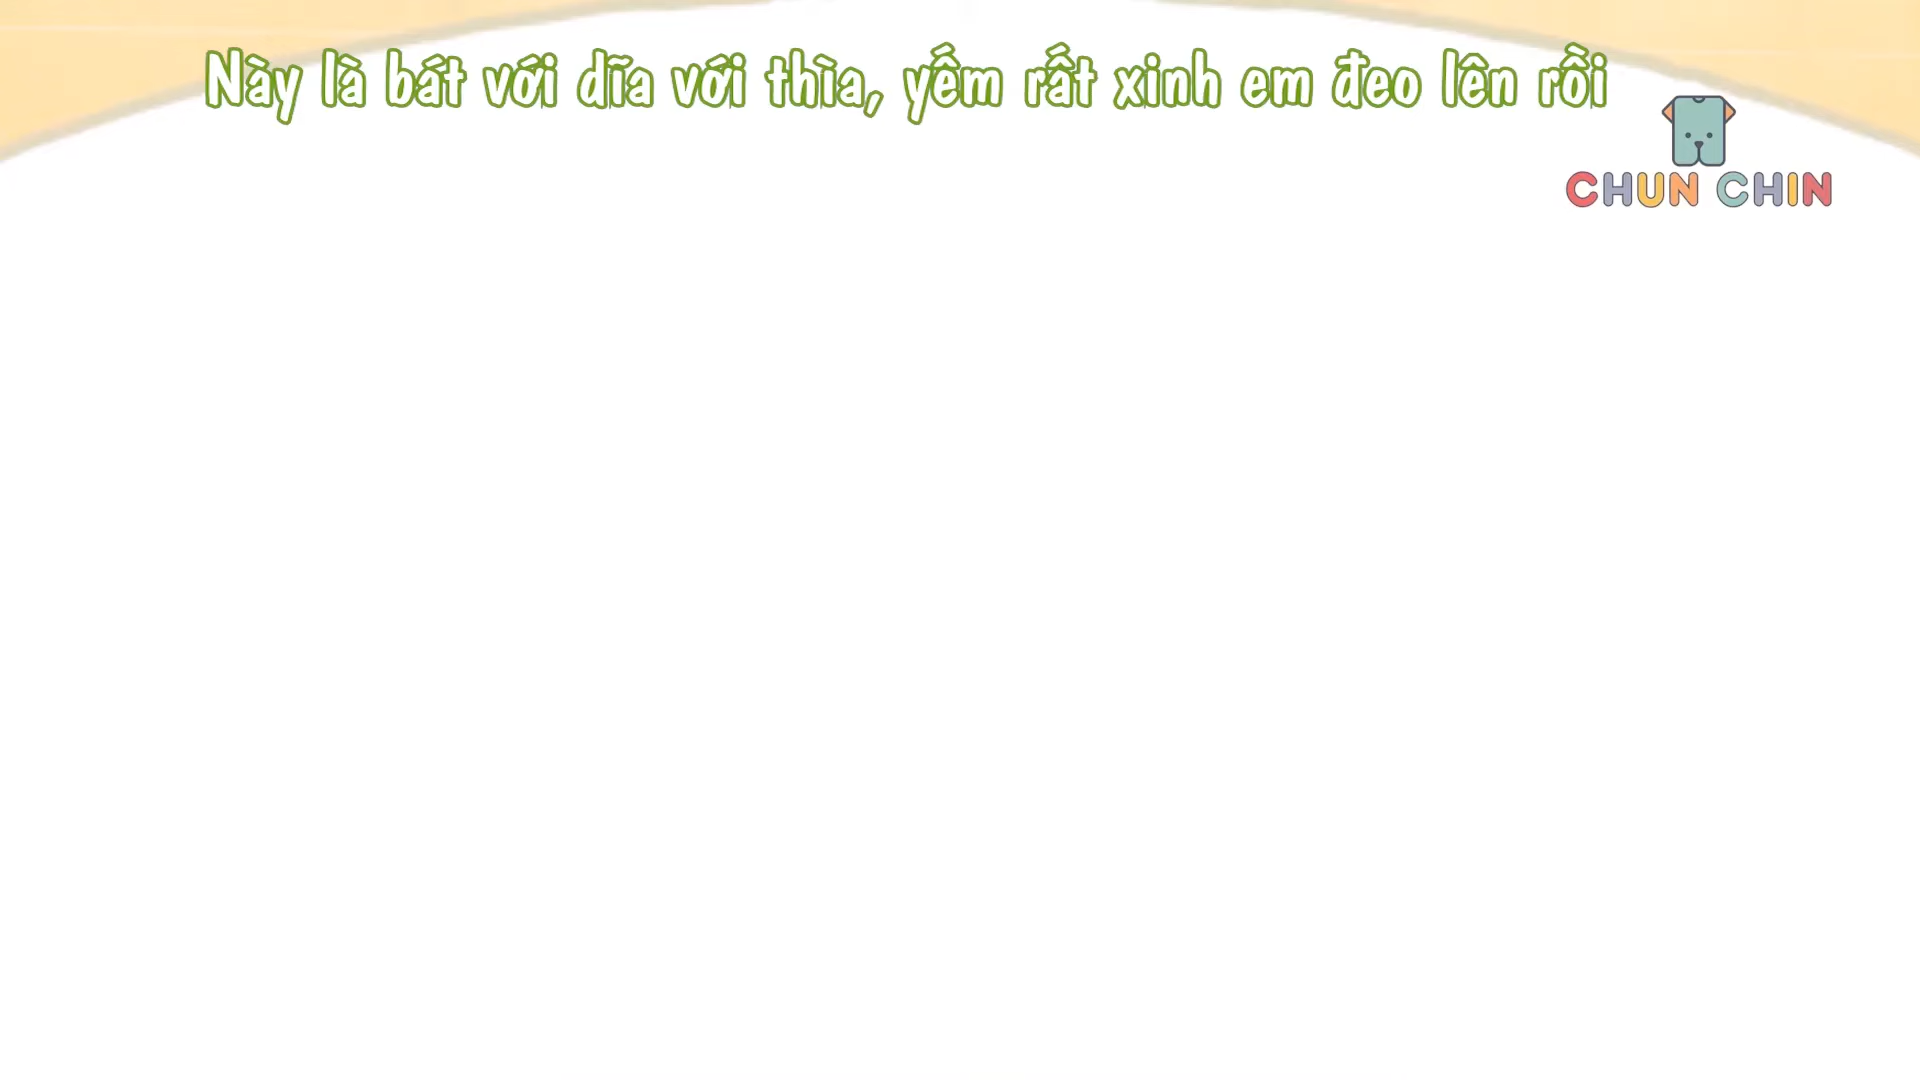 Này là bát với dĩa với thìa, yếm rất xinh em đeo lên rồi
CHUN CHIN